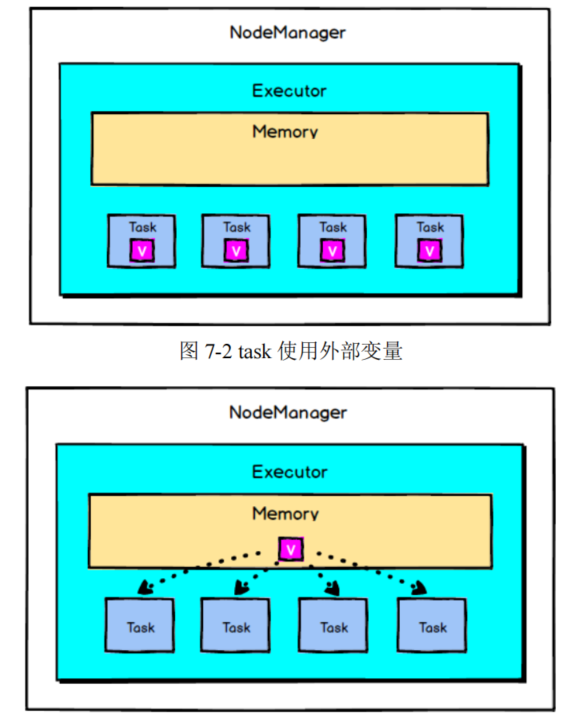 NodeManager
Executor
Memory
Task Task Task Task
V V V V
图 7-2 task 使用外部变量
NodeManager
Executor
Memory
V
Task Task Task Task